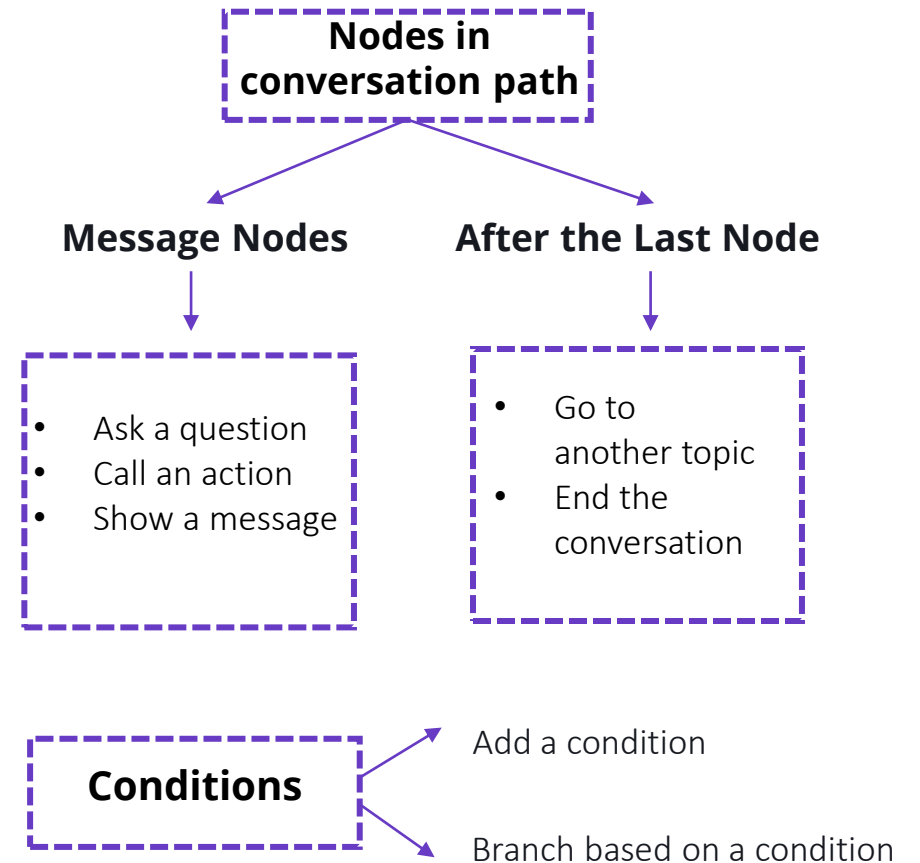 Nodes in
conversation path
Message Nodes
After the Last Node
• Ask a question
• Call an action
• Show a message
• Go to
another topic
• End the
conversation
Conditions
Add a condition
Branch based on a condition